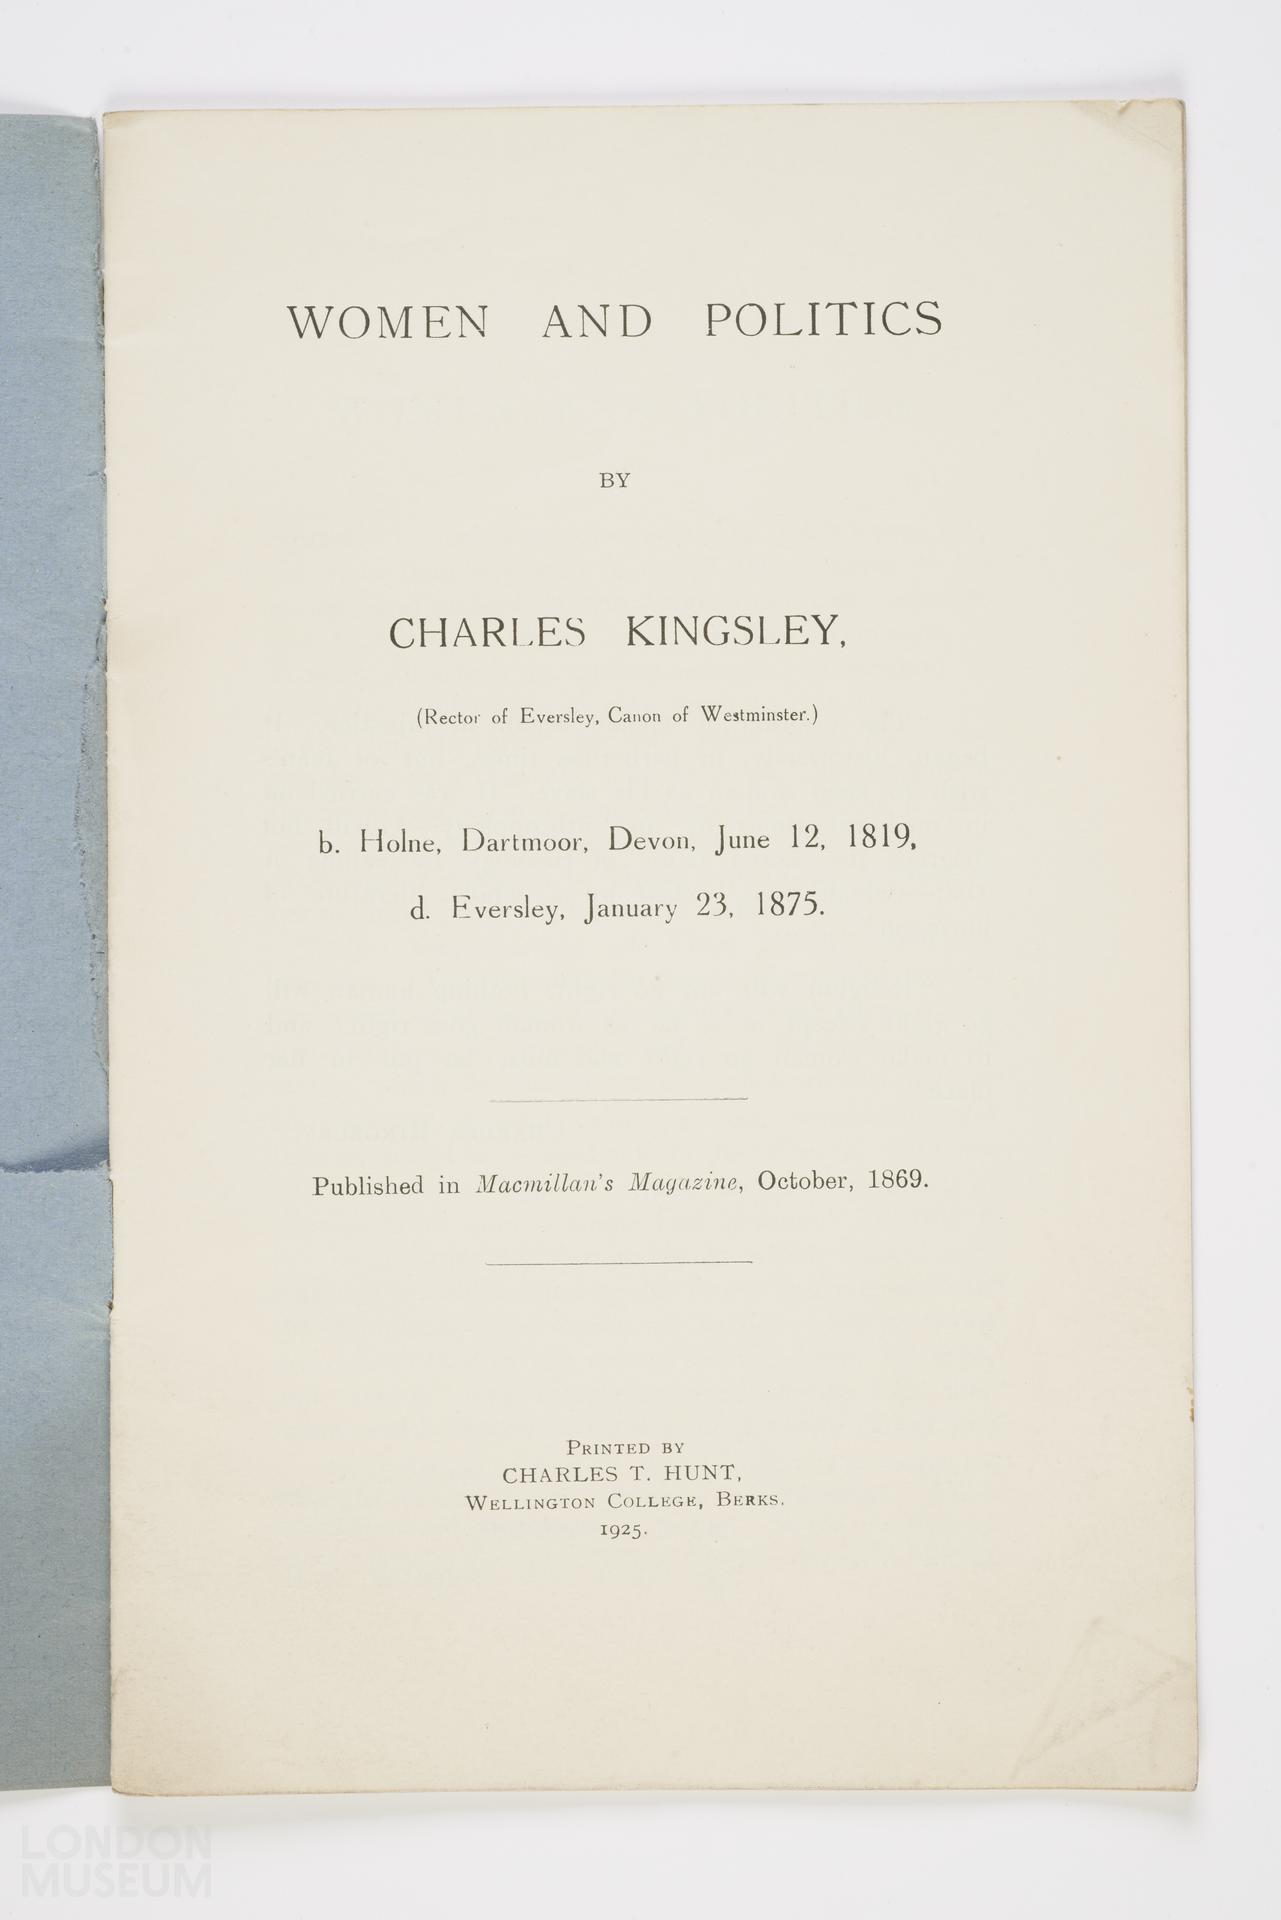 WOMEN AND POLITICS
BY
CHARLES KINGSLEY,
(Rector of Eversley, Canon of Westminster.)
b. Holne, Dartmoor, Devon, June 12, 1819,
d. Eversley, January 23, 1875.
Published in Macmillan's Magazine, October, 1869.
PRINTED BY
CHARLES T. HUNT,
WELLINGTON COLLEGE, BERKS.
1925.
LONDON
MUSEUM